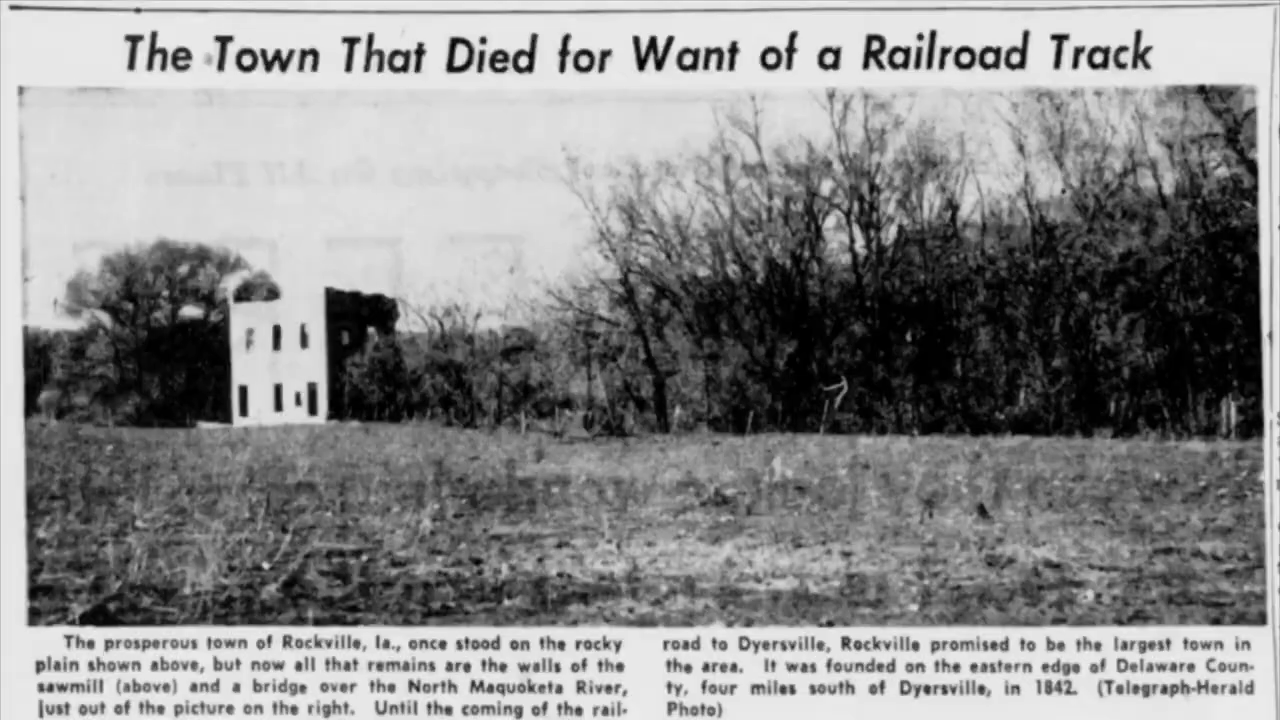 The Town That Died for Want of a Railroad Track
The prosperous town of Rockville, Ia., once stood on the rocky
plain shown above, but now all that remains are the walls of the
sawmill (above) and a bridge over the North Maquoketa River,
just out of the picture on the right. Until the coming of the rail-
road to Dyersville, Rockville promised to be the largest town in
the area. It was founded on the eastern edge of Delaware Coun-
ty, four miles south of Dyersville, in 1842. (Telegraph-Herald
Photo)